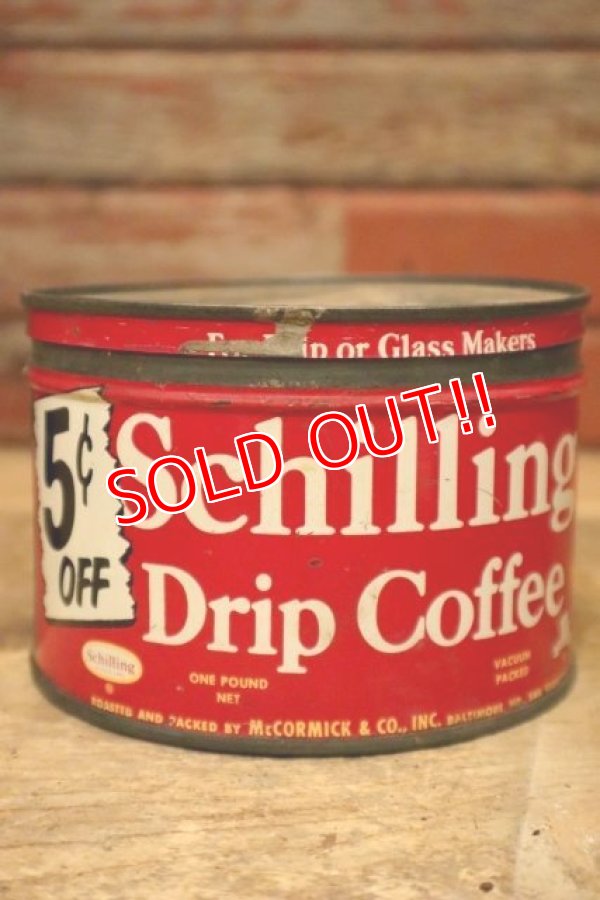 or Glass Makers
5¢
OFF
Schilling
SOLD OUT!!
Drip Coffee
Schilling
ONE POUND
NET
VACUUM
PACKED
ROASTED AND PACKED BY McCORMICK & CO., INC. BALTIMORE